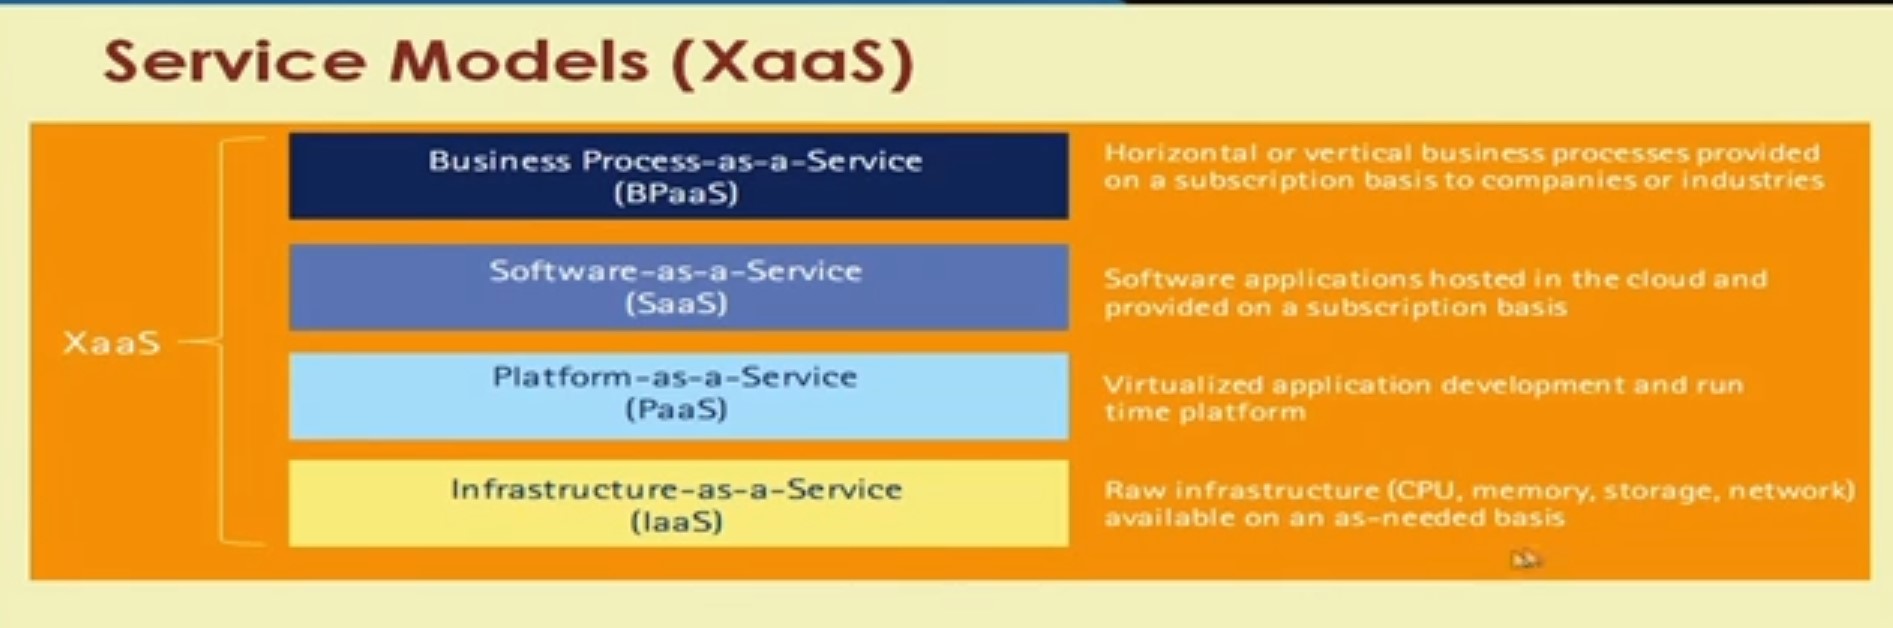 Service Models (XaaS)
XaaS
Business Process-as-a-Service
(BPaaS)
Horizontal or vertical business processes provided
on a subscription basis to companies or industries
Software-as-a-Service
(SaaS)
Software applications hosted in the cloud and
provided on a subscription basis
Platform-as-a-Service
(PaaS)
Virtualized application development and run
time platform
Infrastructure-as-a-Service
(IaaS)
Raw infrastructure (CPU, memory, storage, network)
available on an as-needed basis